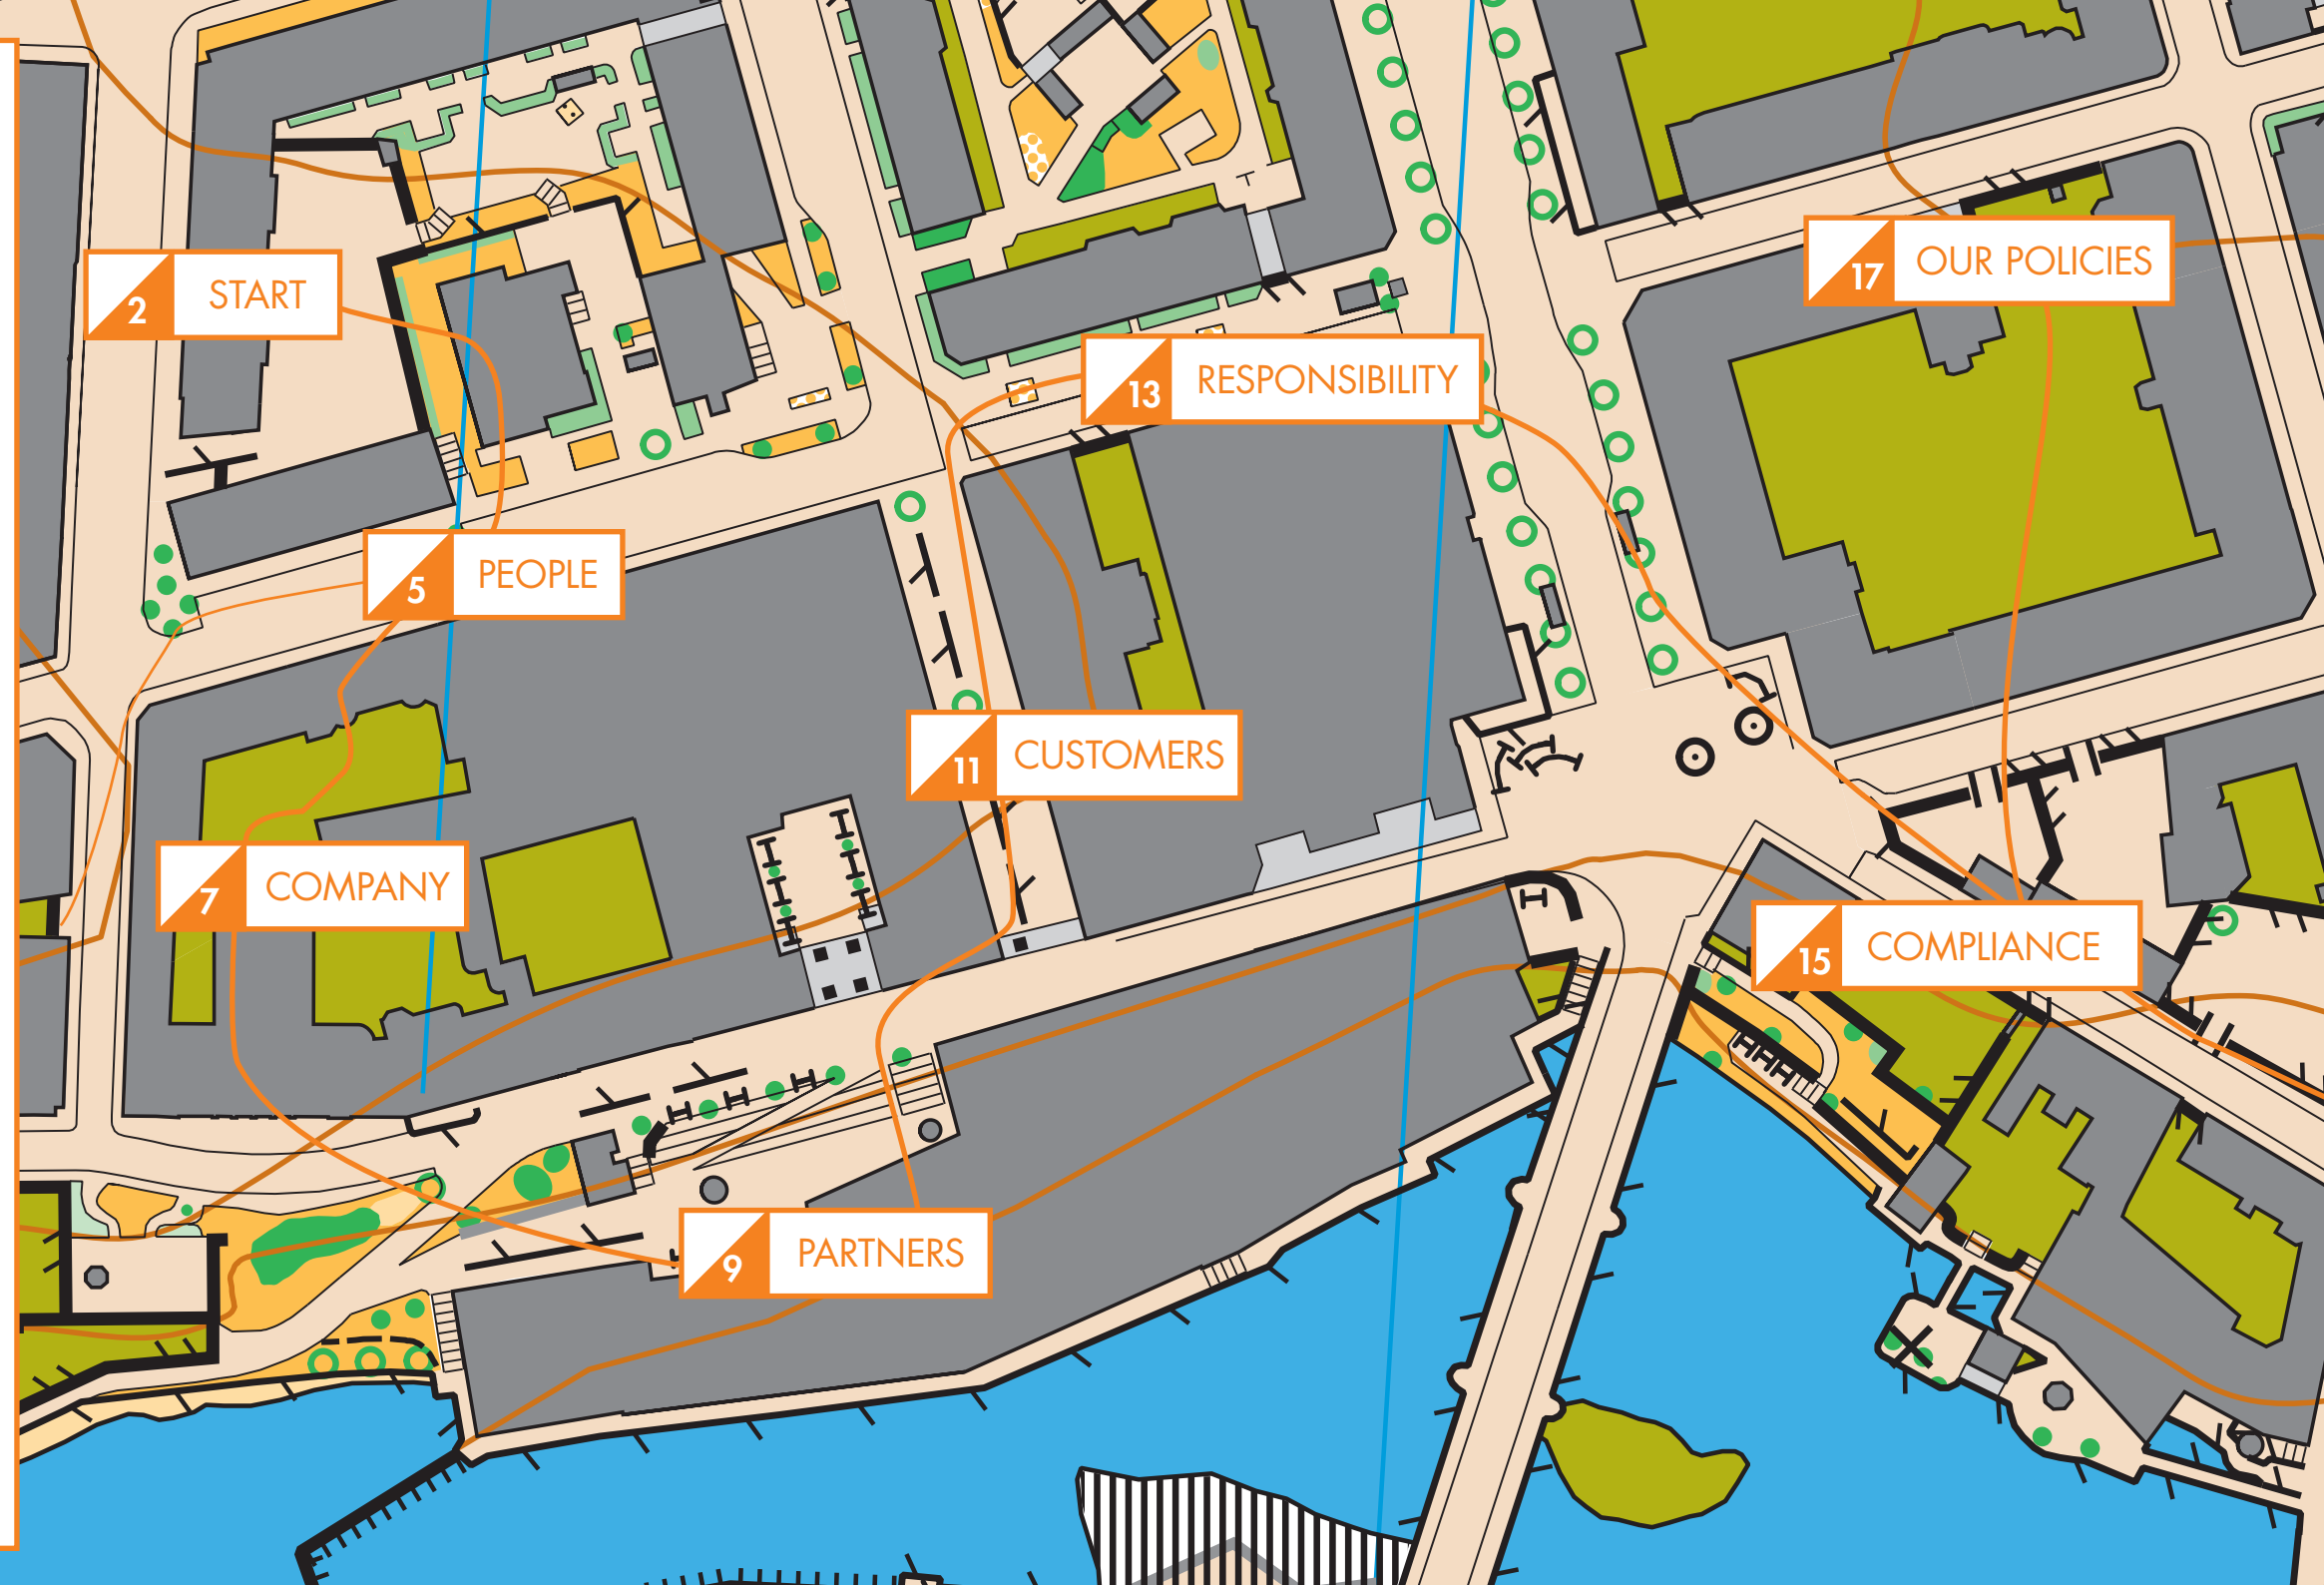 2 START
17 OUR POLICIES
13 RESPONSIBILITY
5 PEOPLE
11 CUSTOMERS
7 COMPANY
15 COMPLIANCE
9 PARTNERS